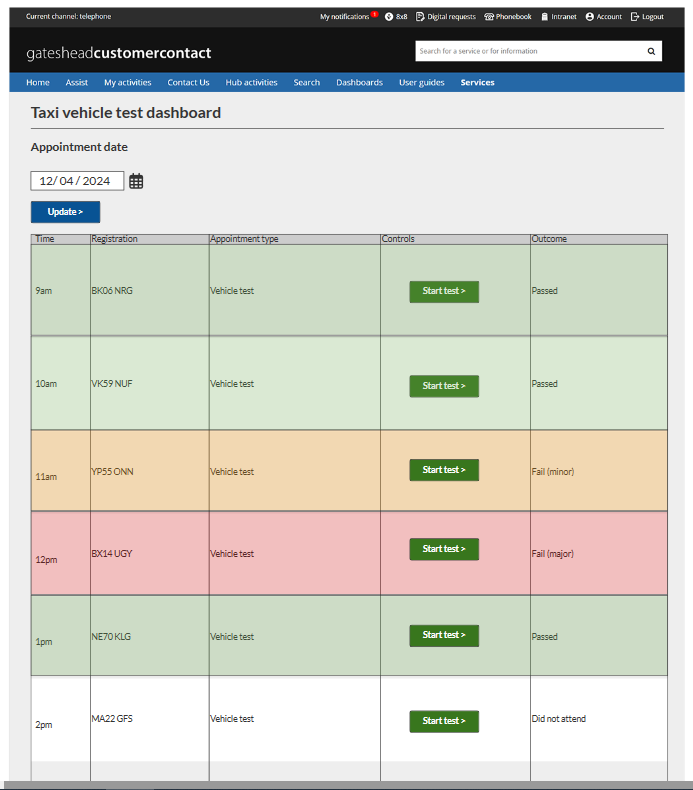 Current channel: telephone My notifications 1 8x8 Digital requests Phonebook Intranet Account Logout
gatesheadcustomercontact Search for a service or for information
Home Assist My activities Contact Us Hub activities Search Dashboards User guides Services
Taxi vehicle test dashboard
Appointment date
12/ 04 / 2024
Update >
Time Registration Appointment type Controls Outcome
9am BK06 NRG Vehicle test Start test > Passed
10am VK59 NUF Vehicle test Start test > Passed
11am YP55 ONN Vehicle test Start test > Fail (minor)
12pm BX14 UGY Vehicle test Start test > Fail (major)
1pm NE70 KLG Vehicle test Start test > Passed
2pm MA22 GFS Vehicle test Start test > Did not attend